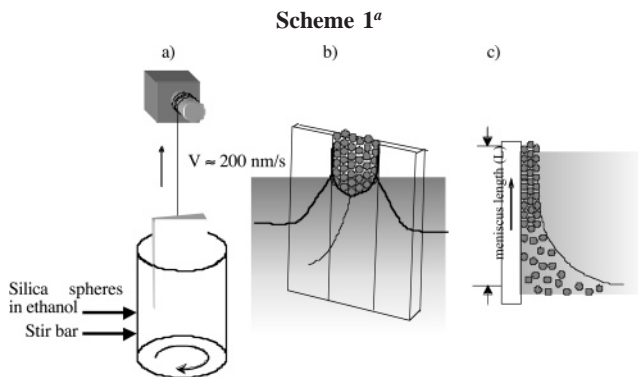 Scheme 1ᵃ
a)
b)
c)
V ≈ 200 nm/s
Silica spheres
in ethanol
Stir bar
meniscus length (L)